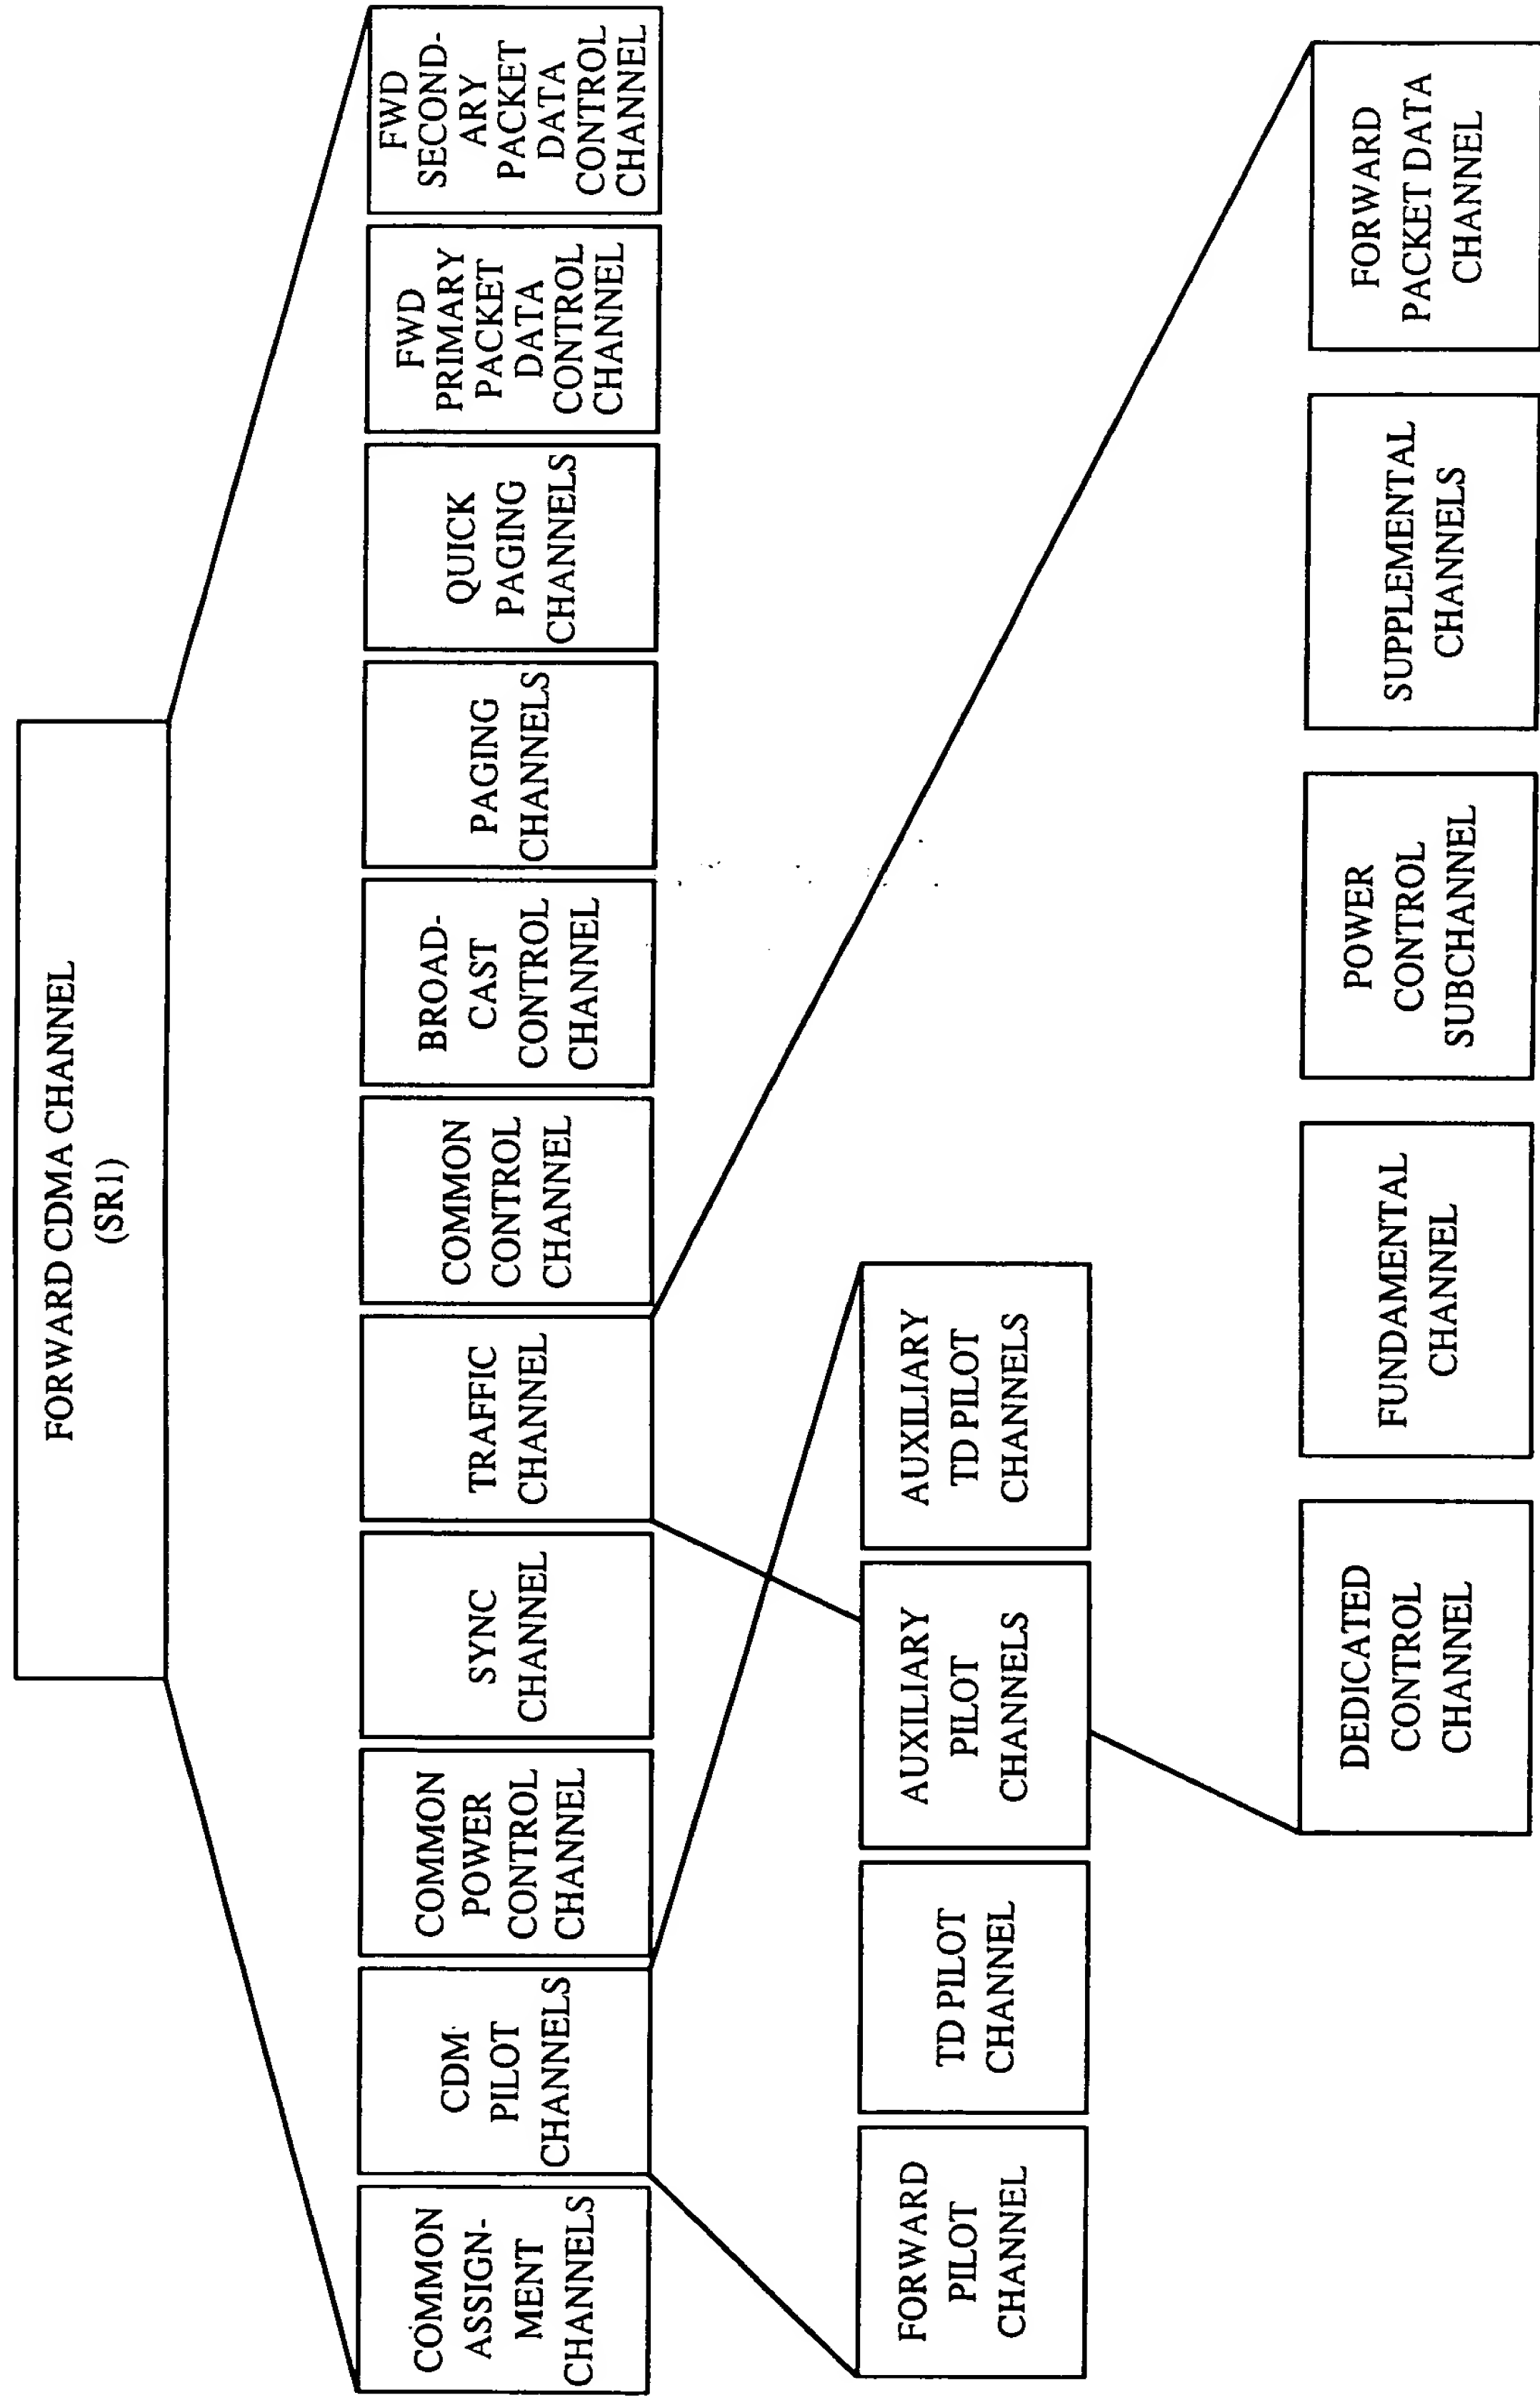 FORWARD CDMA CHANNEL
(SR1)
COMMON
ASSIGN-
MENT
CHANNELS
CDM
PILOT
CHANNELS
COMMON
POWER
CONTROL
CHANNEL
SYNC
CHANNEL
TRAFFIC
CHANNEL
COMMON
CONTROL
CHANNEL
BROAD-
CAST
CONTROL
CHANNEL
PAGING
CHANNELS
QUICK
PAGING
CHANNELS
FWD
PRIMARY
PACKET
DATA
CONTROL
CHANNEL
FWD
SECOND-
ARY
PACKET
DATA
CONTROL
CHANNEL
FORWARD
PILOT
CHANNEL
TD PILOT
CHANNEL
AUXILIARY
PILOT
CHANNELS
AUXILIARY
TD PILOT
CHANNELS
DEDICATED
CONTROL
CHANNEL
FUNDAMENTAL
CHANNEL
POWER
CONTROL
SUBCHANNEL
SUPPLEMENTAL
CHANNELS
FORWARD
PACKET DATA
CHANNEL